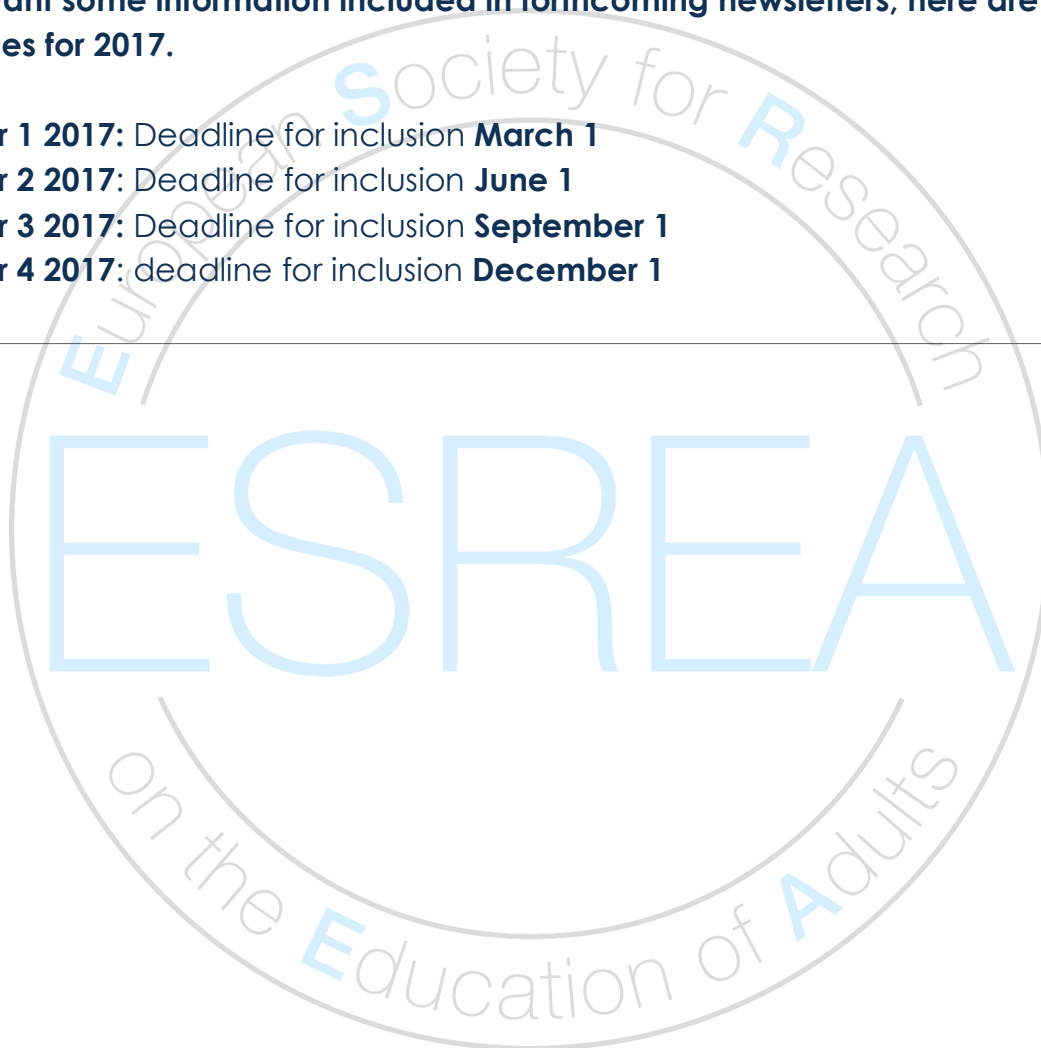 ant some information included in forthcoming newsletters, here are
es for 2017.
r 1 2017: Deadline for inclusion March 1
r 2 2017: Deadline for inclusion June 1
r 3 2017: Deadline for inclusion September 1
r 4 2017: deadline for inclusion December 1
European Society for Research
ESREA
on the Education of Adults